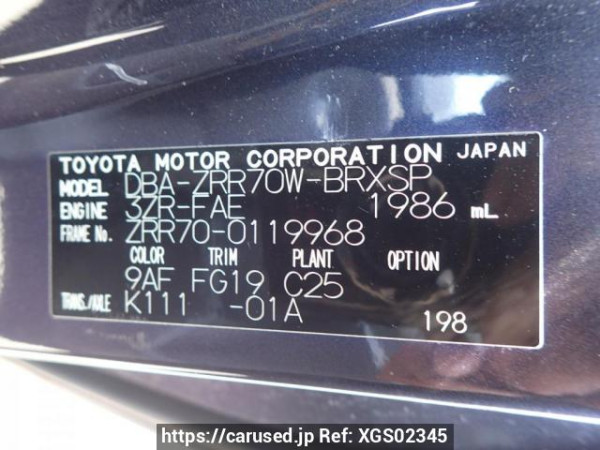 TOYOTA MOTOR CORPORATION JAPAN
MODEL DBA-ZRR70W-BRXSP
ENGINE 3ZR-FAE 1986 mL
FRAME No. ZRR70-0119968
COLOR TRIM PLANT OPTION
9AF FG19 C25
TRANS./AXLE K111 -01A
198
https://carused.jp Ref: XGS02345